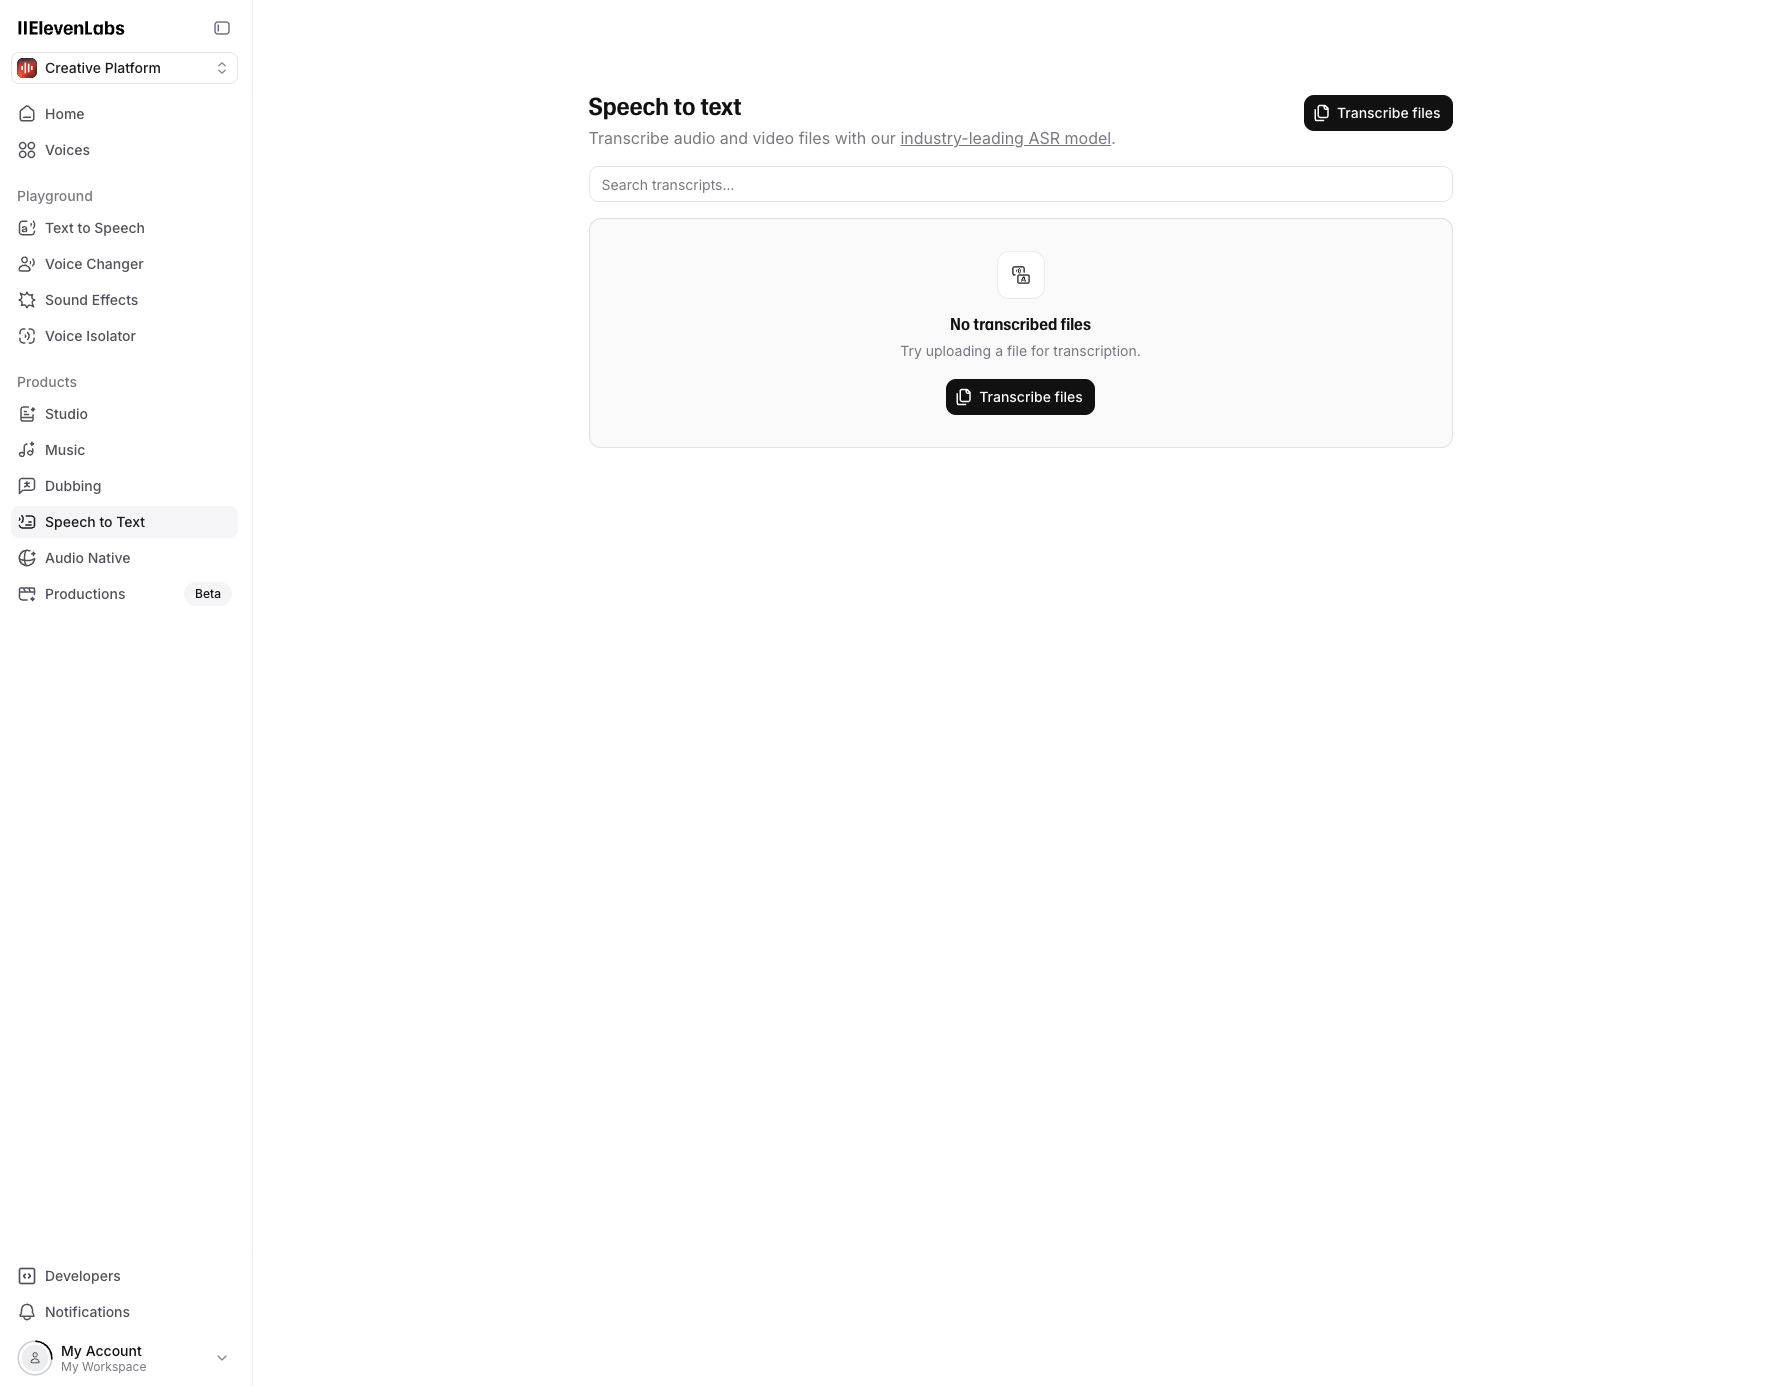 IIElevenLabs
Creative Platform
Home
Voices
Playground
Text to Speech
Voice Changer
Sound Effects
Voice Isolator
Products
Studio
Music
Dubbing
Speech to Text
Audio Native
Productions Beta
Developers
Notifications
My Account
My Workspace
Speech to text
Transcribe audio and video files with our industry-leading ASR model.
Transcribe files
Search transcripts...
No transcribed files
Try uploading a file for transcription.
Transcribe files